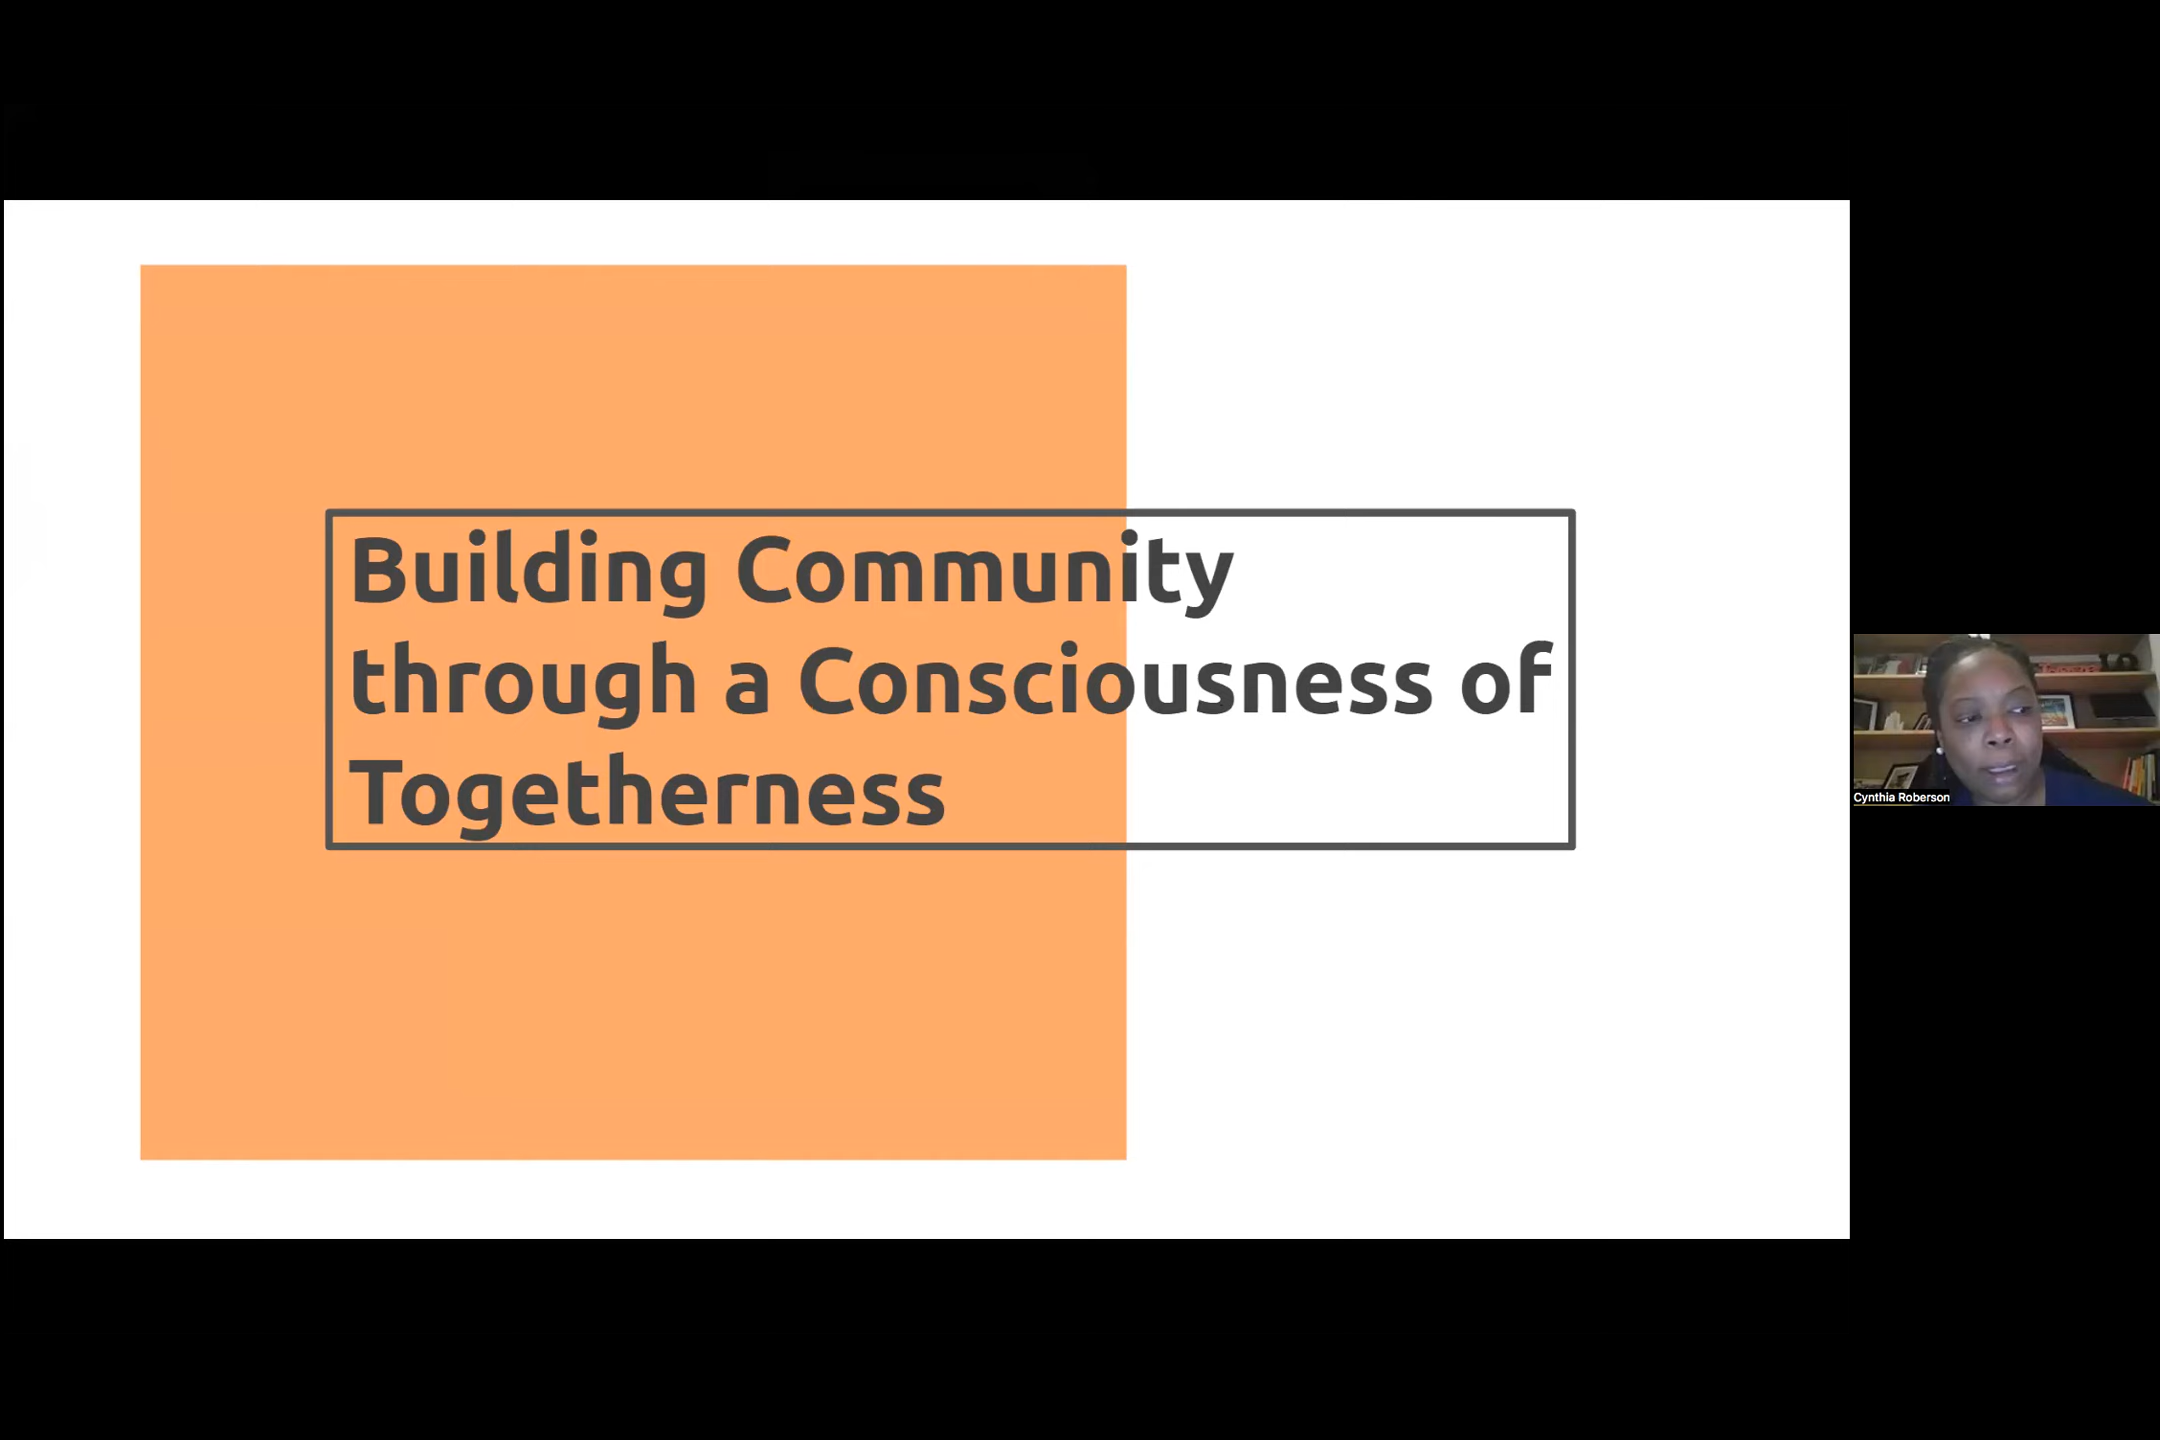 Building Community
through a Consciousness of
Togetherness
Cynthia Roberson